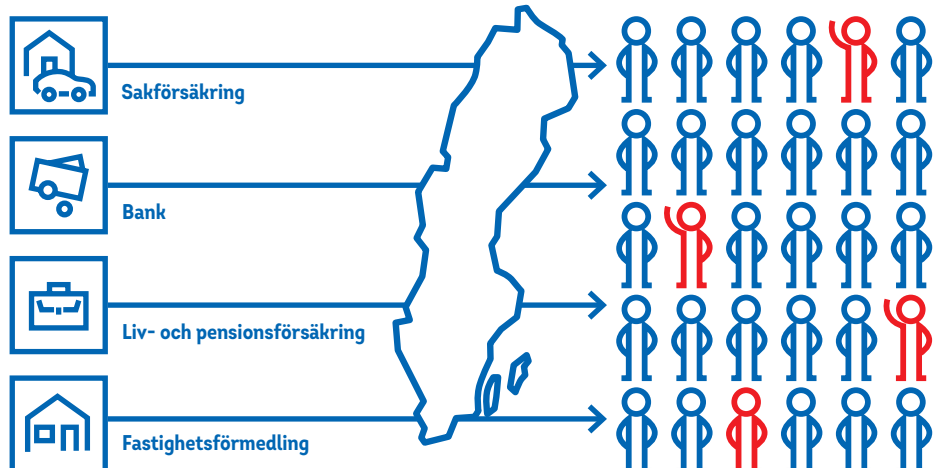 Sakförsäkring
Bank
Liv- och pensionsförsäkring
Fastighetsförmedling